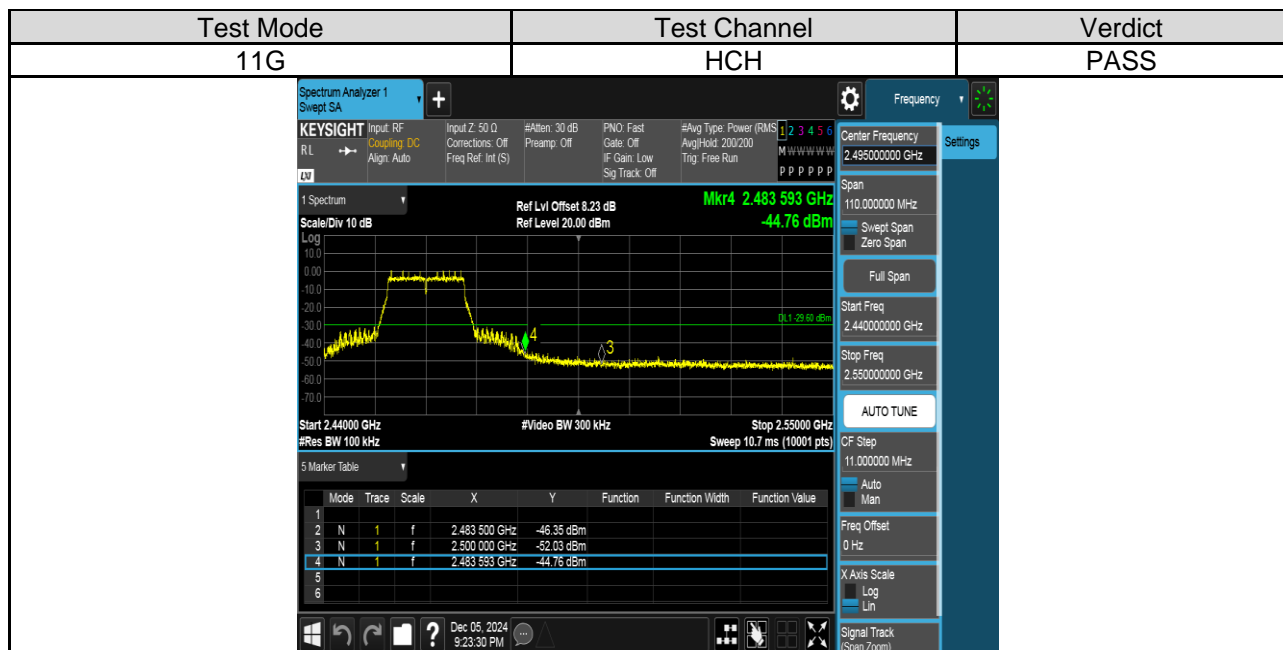 Test Mode Test Channel Verdict
11G HCH PASS
Spectrum Analyzer 1
Swept SA
+
Frequency
KEYSIGHT
RL
LXI
Input: RF
Coupling: DC
Align: Auto
Input Z: 50 Ω
Corrections: Off
Freq Ref: Int (S)
#Atten: 30 dB
Preamp: Off
PNO: Fast
Gate: Off
IF Gain: Low
Sig Track: Off
#Avg Type: Power (RMS
Avg|Hold: 200/200
Trig: Free Run
1 2 3 4 5 6
M W W W W W
P P P P P P
Settings
Center Frequency
2.495000000 GHz
Span
110.000000 MHz
Swept Span
Zero Span
Full Span
Start Freq
2.440000000 GHz
Stop Freq
2.550000000 GHz
AUTO TUNE
CF Step
11.000000 MHz
Auto
Man
Freq Offset
0 Hz
X Axis Scale
Log
Lin
Signal Track
(Span Zoom)
1 Spectrum
Scale/Div 10 dB
Ref Lvl Offset 8.23 dB
Ref Level 20.00 dBm
Mkr4 2.483 593 GHz
-44.76 dBm
Log
10.0
0.00
-10.0
-20.0
-30.0
-40.0
-50.0
-60.0
-70.0
DL1 -29.60 dBm
4
3
Start 2.44000 GHz
#Res BW 100 kHz
#Video BW 300 kHz
Stop 2.55000 GHz
Sweep 10.7 ms (10001 pts)
5 Marker Table
Mode Trace Scale X Y Function Function Width Function Value
1
2 N 1 f 2.483 500 GHz -46.35 dBm
3 N 1 f 2.500 000 GHz -52.03 dBm
4 N 1 f 2.483 593 GHz -44.76 dBm
5
6
?
Dec 05, 2024
9:23:30 PM